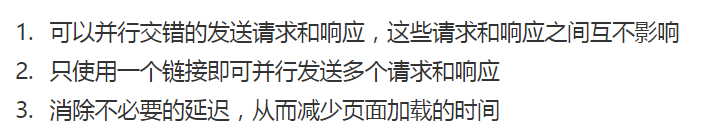 1. 可以并行交错的发送请求和响应，这些请求和响应之间互不影响
2. 只使用一个链接即可并行发送多个请求和响应
3. 消除不必要的延迟，从而减少页面加载的时间